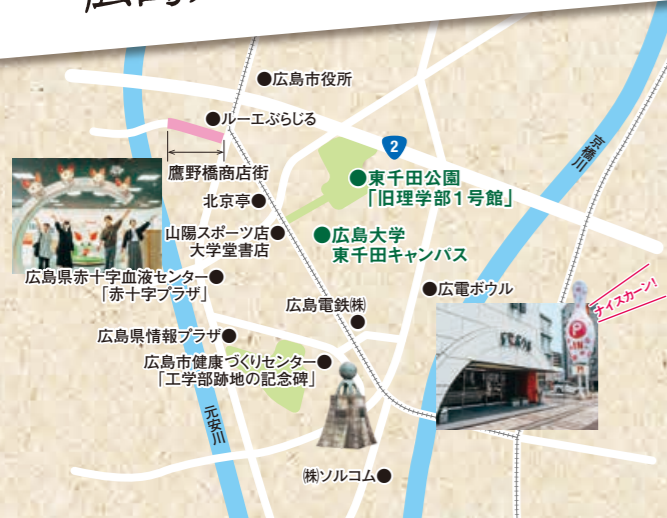 ●広島市役所
●ルーエぶらじる
2
京橋川
鷹野橋商店街
●東千田公園
「旧理学部1号館」
北京亭●
山陽スポーツ店●
大学堂書店
●広島大学
東千田キャンパス
広島県赤十字血液センター●
「赤十字プラザ」
●広電ボウル
ナイスカーン!
広島電鉄㈱
広島県情報プラザ●
広島市健康づくりセンター●
「工学部跡地の記念碑」
元安川
㈱ソルコム●
P